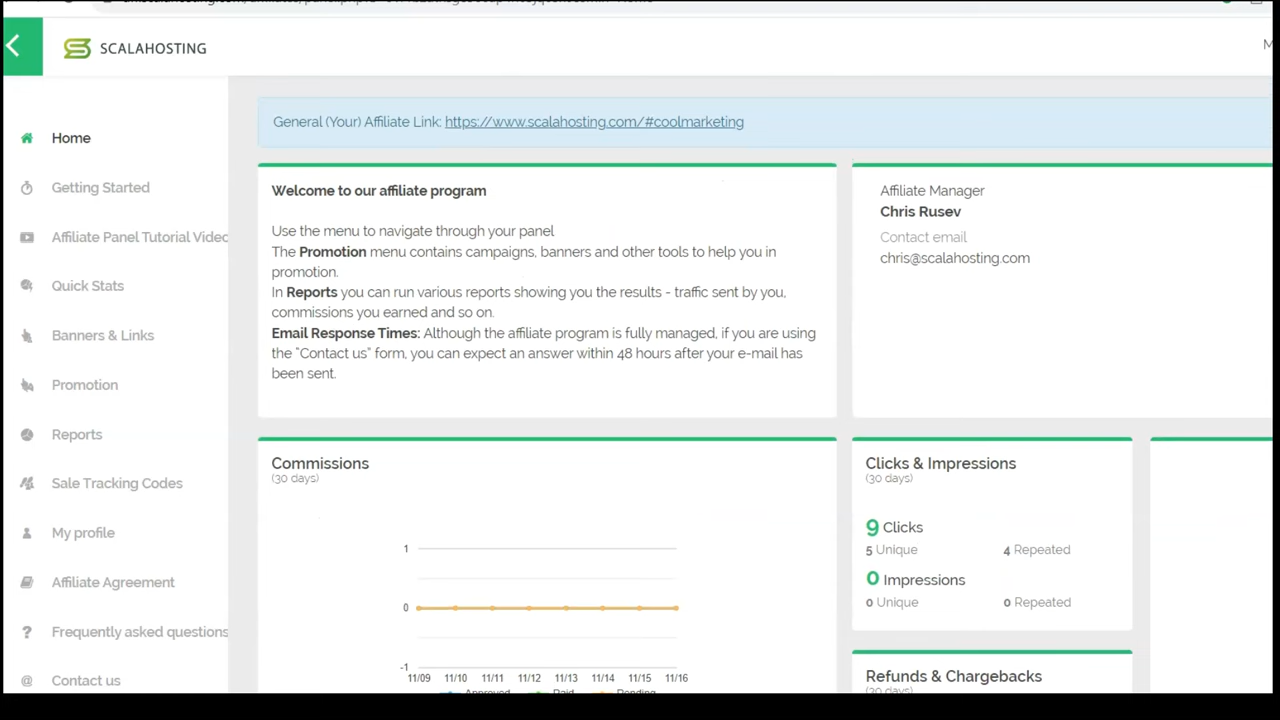 SCALAHOSTING
Home
Getting Started
Affiliate Panel Tutorial Video
Quick Stats
Banners & Links
Promotion
Reports
Sale Tracking Codes
My profile
Affiliate Agreement
Frequently asked questions
Contact us
General (Your) Affiliate Link: https://www.scalahosting.com/#coolmarketing
Welcome to our affiliate program
Use the menu to navigate through your panel
The Promotion menu contains campaigns, banners and other tools to help you in
promotion.
In Reports you can run various reports showing you the results - traffic sent by you,
commissions you earned and so on.
Email Response Times: Although the affiliate program is fully managed, if you are using
the "Contact us" form, you can expect an answer within 48 hours after your e-mail has
been sent.
Affiliate Manager
Chris Rusev
Contact email
chris@scalahosting.com
Commissions
(30 days)
1
0
-1
11/09 11/10 11/11 11/12 11/13 11/14 11/15 11/16
Approved Paid Pending
Clicks & Impressions
(30 days)
9 Clicks
5 Unique 4 Repeated
0 Impressions
0 Unique 0 Repeated
Refunds & Chargebacks
(30 days)